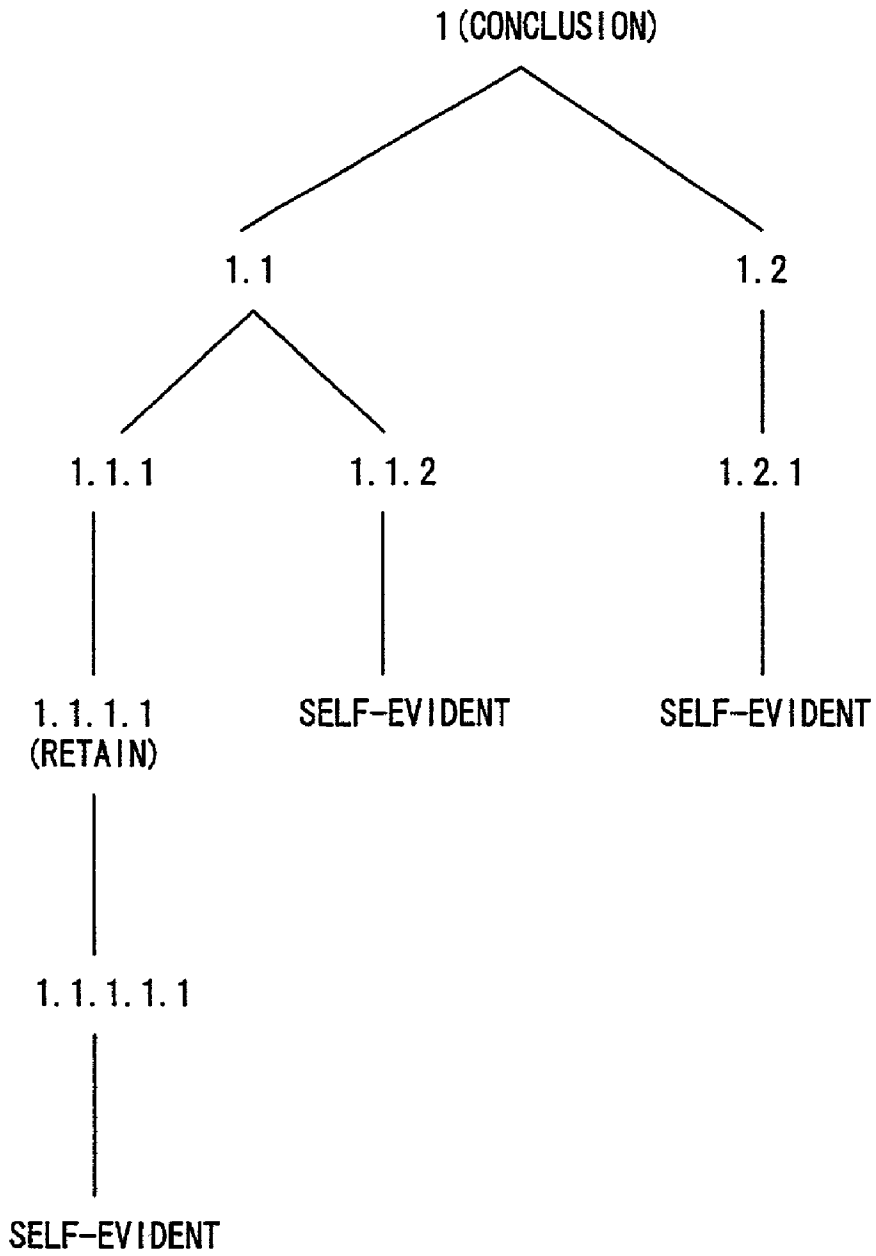 1 (CONCLUSION)
1.1
1.2
1.1.1
1.1.2
1.2.1
1.1.1.1
(RETAIN)
SELF-EVIDENT
SELF-EVIDENT
1.1.1.1.1
SELF-EVIDENT